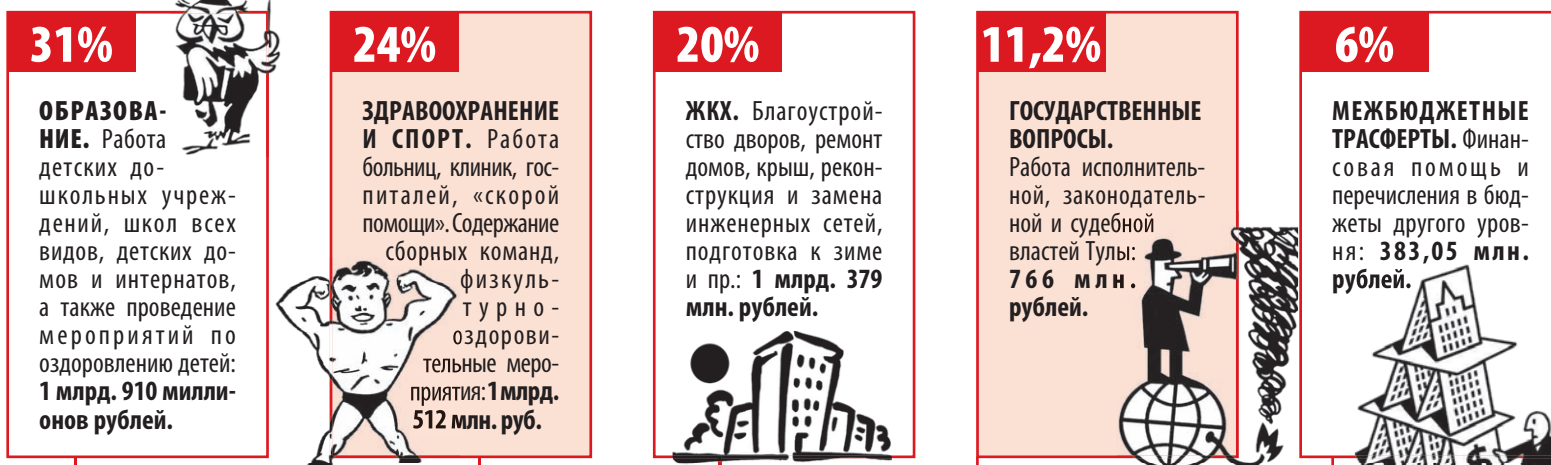 31%
ОБРАЗОВА-
НИЕ. Работа
детских до-
школьных учреж-
дений, школ всех
видов, детских до-
мов и интернатов,
а также проведение
мероприятий по
оздоровлению детей:
1 млрд. 910 милли-
онов рублей.
24%
ЗДРАВООХРАНЕНИЕ
И СПОРТ. Работа
больниц, клиник, гос-
питалей, «скорой
помощи». Содержание
сборных команд,
физкуль-
турно-
оздорови-
тельные меро-
приятия: 1 млрд.
512 млн. руб.
20%
ЖКХ. Благоустрой-
ство дворов, ремонт
домов, крыш, рекон-
струкция и замена
инженерных сетей,
подготовка к зиме
и пр.: 1 млрд. 379
млн. рублей.
11,2%
ГОСУДАРСТВЕННЫЕ
ВОПРОСЫ.
Работа исполнитель-
ной, законодатель-
ной и судебной
властей Тулы:
766 млн.
рублей.
6%
МЕЖБЮДЖЕТНЫЕ
ТРАСФЕРТЫ. Финан-
совая помощь и
перечисления в бюд-
жеты другого уров-
ня: 383,05 млн.
рублей.
$